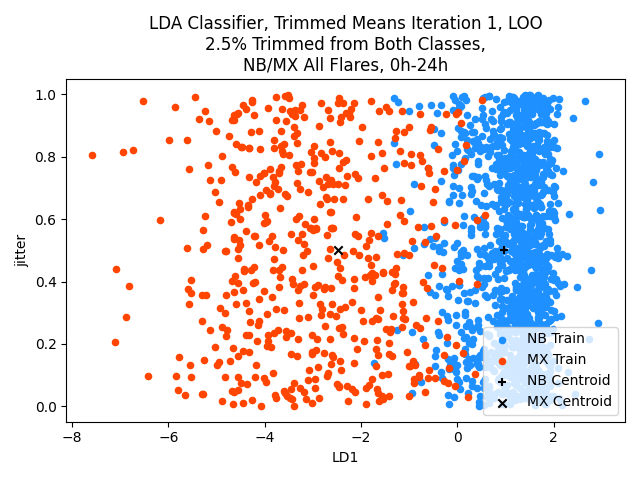 LDA Classifier, Trimmed Means Iteration 1, LOO
2.5% Trimmed from Both Classes,
NB/MX All Flares, 0h-24h
1.0
0.8
0.6
0.4
0.2
0.0
jitter
NB Train
MX Train
NB Centroid
MX Centroid
−8
−6
−4
−2
0
2
LD1